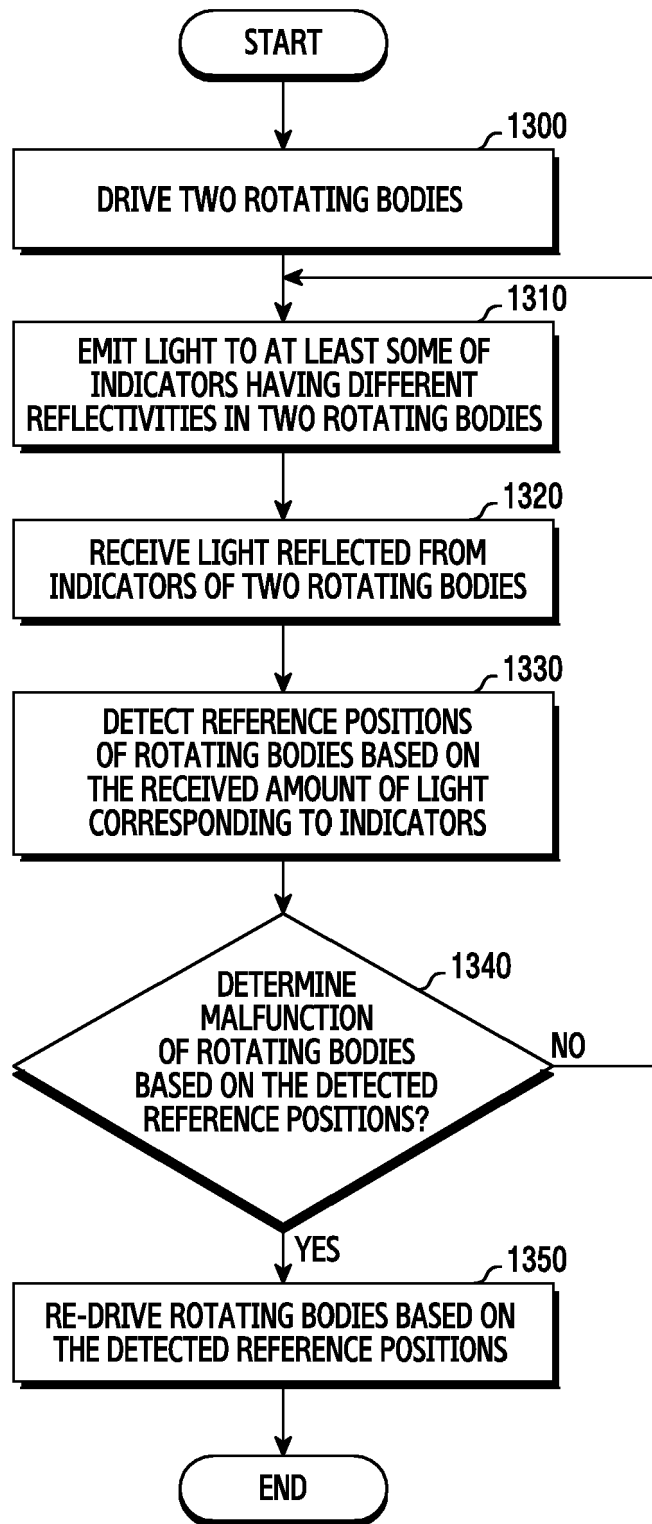 START
1300
DRIVE TWO ROTATING BODIES
1310
EMIT LIGHT TO AT LEAST SOME OF
INDICATORS HAVING DIFFERENT
REFLECTIVITIES IN TWO ROTATING BODIES
1320
RECEIVE LIGHT REFLECTED FROM
INDICATORS OF TWO ROTATING BODIES
1330
DETECT REFERENCE POSITIONS
OF ROTATING BODIES BASED ON
THE RECEIVED AMOUNT OF LIGHT
CORRESPONDING TO INDICATORS
1340
DETERMINE
MALFUNCTION
OF ROTATING BODIES
BASED ON THE DETECTED
REFERENCE POSITIONS?
NO
YES
1350
RE-DRIVE ROTATING BODIES BASED ON
THE DETECTED REFERENCE POSITIONS
END